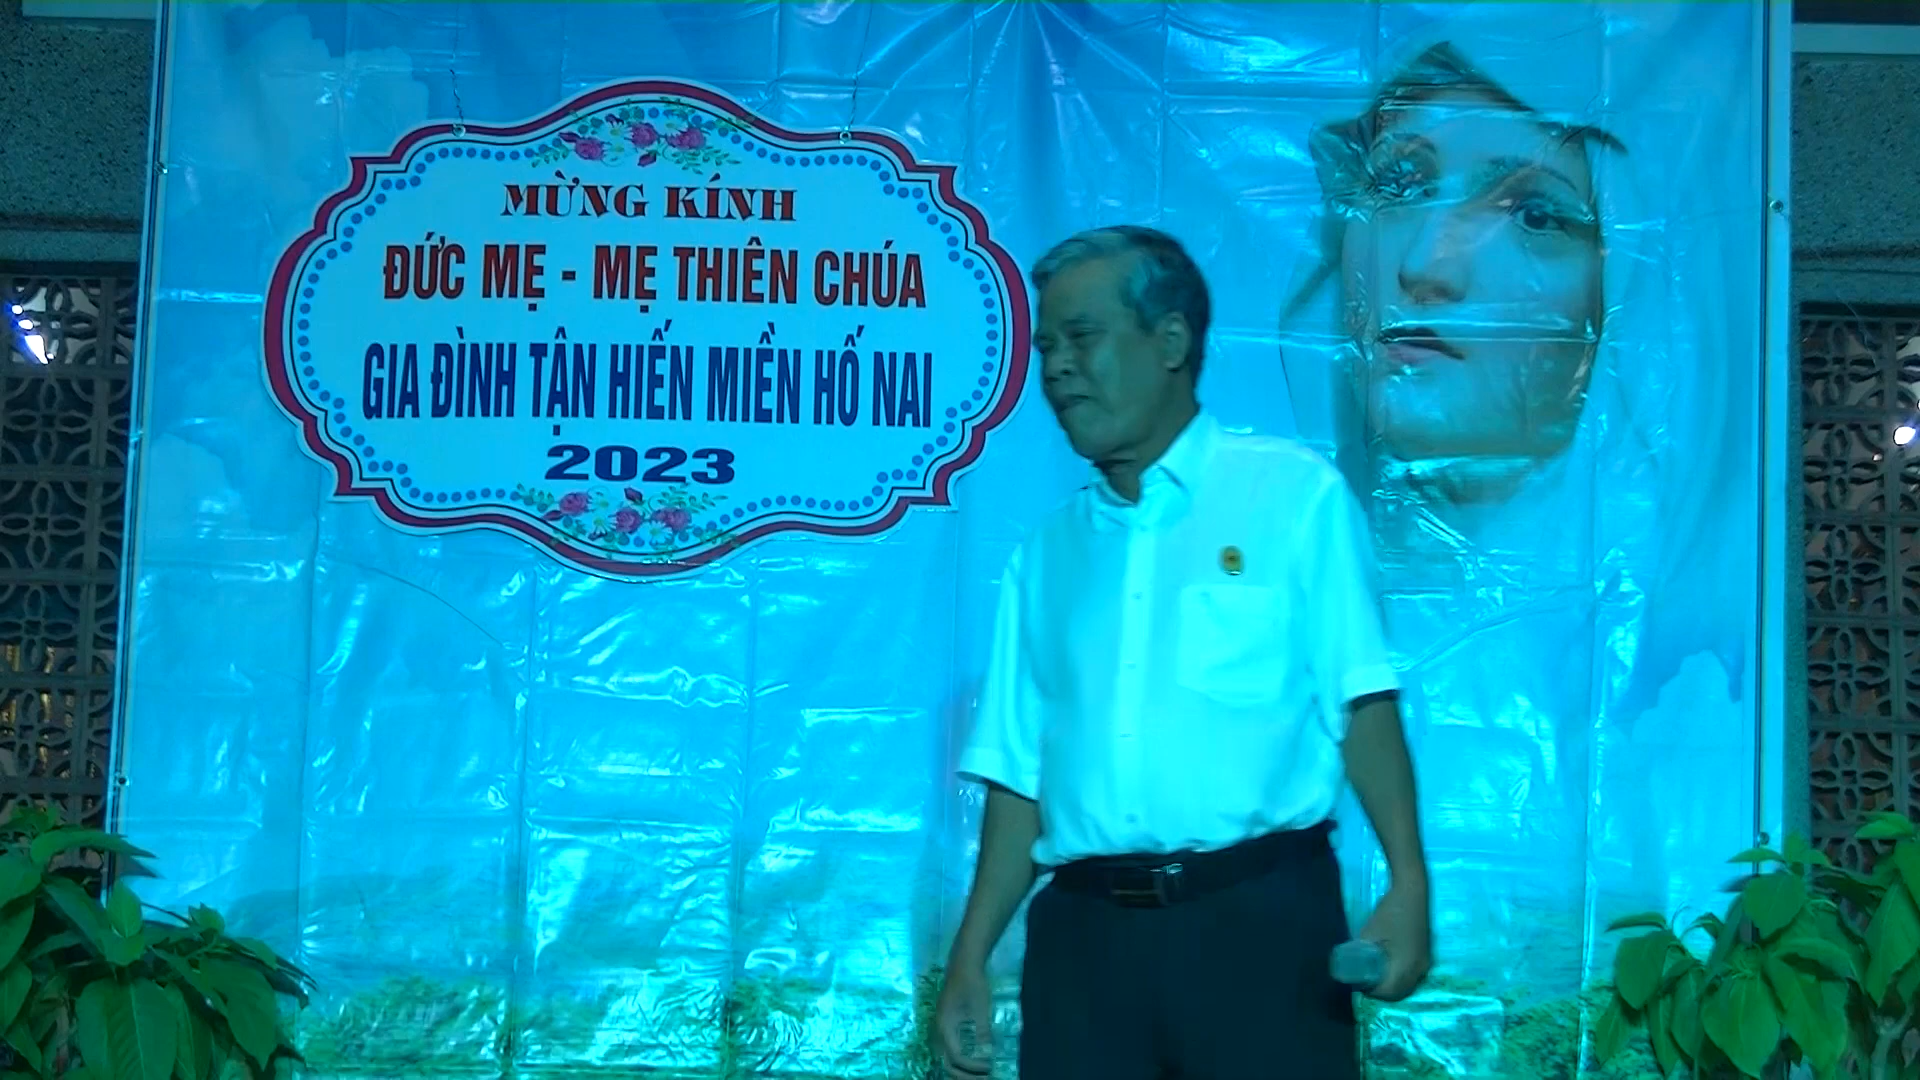 MỪNG KÍNH
ĐỨC MẸ - MẸ THIÊN CHÚA
GIA ĐÌNH TẬN HIẾN MIỀN HỐ NAI
2023